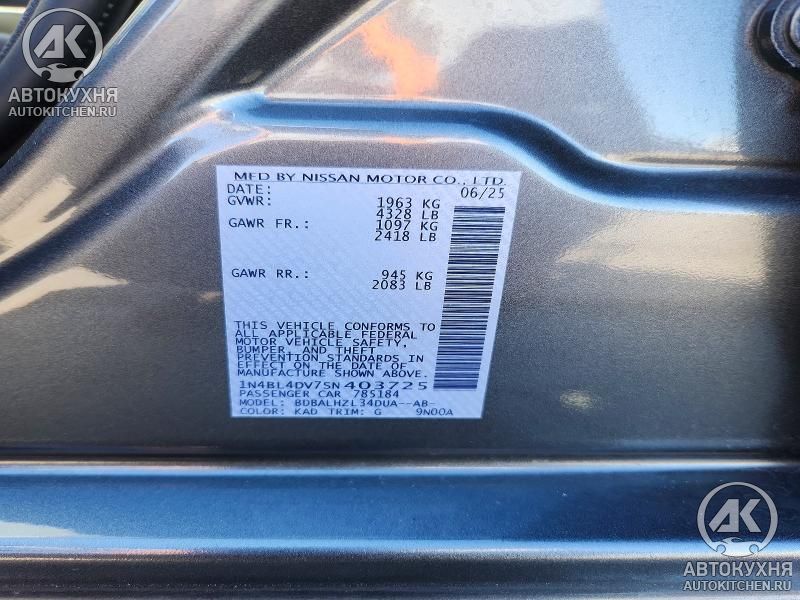 AK
АВТОКУХНЯ
AUTOKITCHEN.RU
MFD BY NISSAN MOTOR CO., LTD.
DATE: 06/25
GVWR: 1963 KG
4328 LB
GAWR FR.: 1097 KG
2418 LB
GAWR RR.: 945 KG
2083 LB
THIS VEHICLE CONFORMS TO
ALL APPLICABLE FEDERAL
MOTOR VEHICLE SAFETY,
BUMPER, AND THEFT
PREVENTION STANDARDS IN
EFFECT ON THE DATE OF
MANUFACTURE SHOWN ABOVE.
1N4BL4DV7SN403725
PASSENGER CAR 785184
MODEL: BDBALHZL34DUA--AB-
COLOR: KAD TRIM: G 9N00A
AK
АВТОКУХНЯ
AUTOKITCHEN.RU